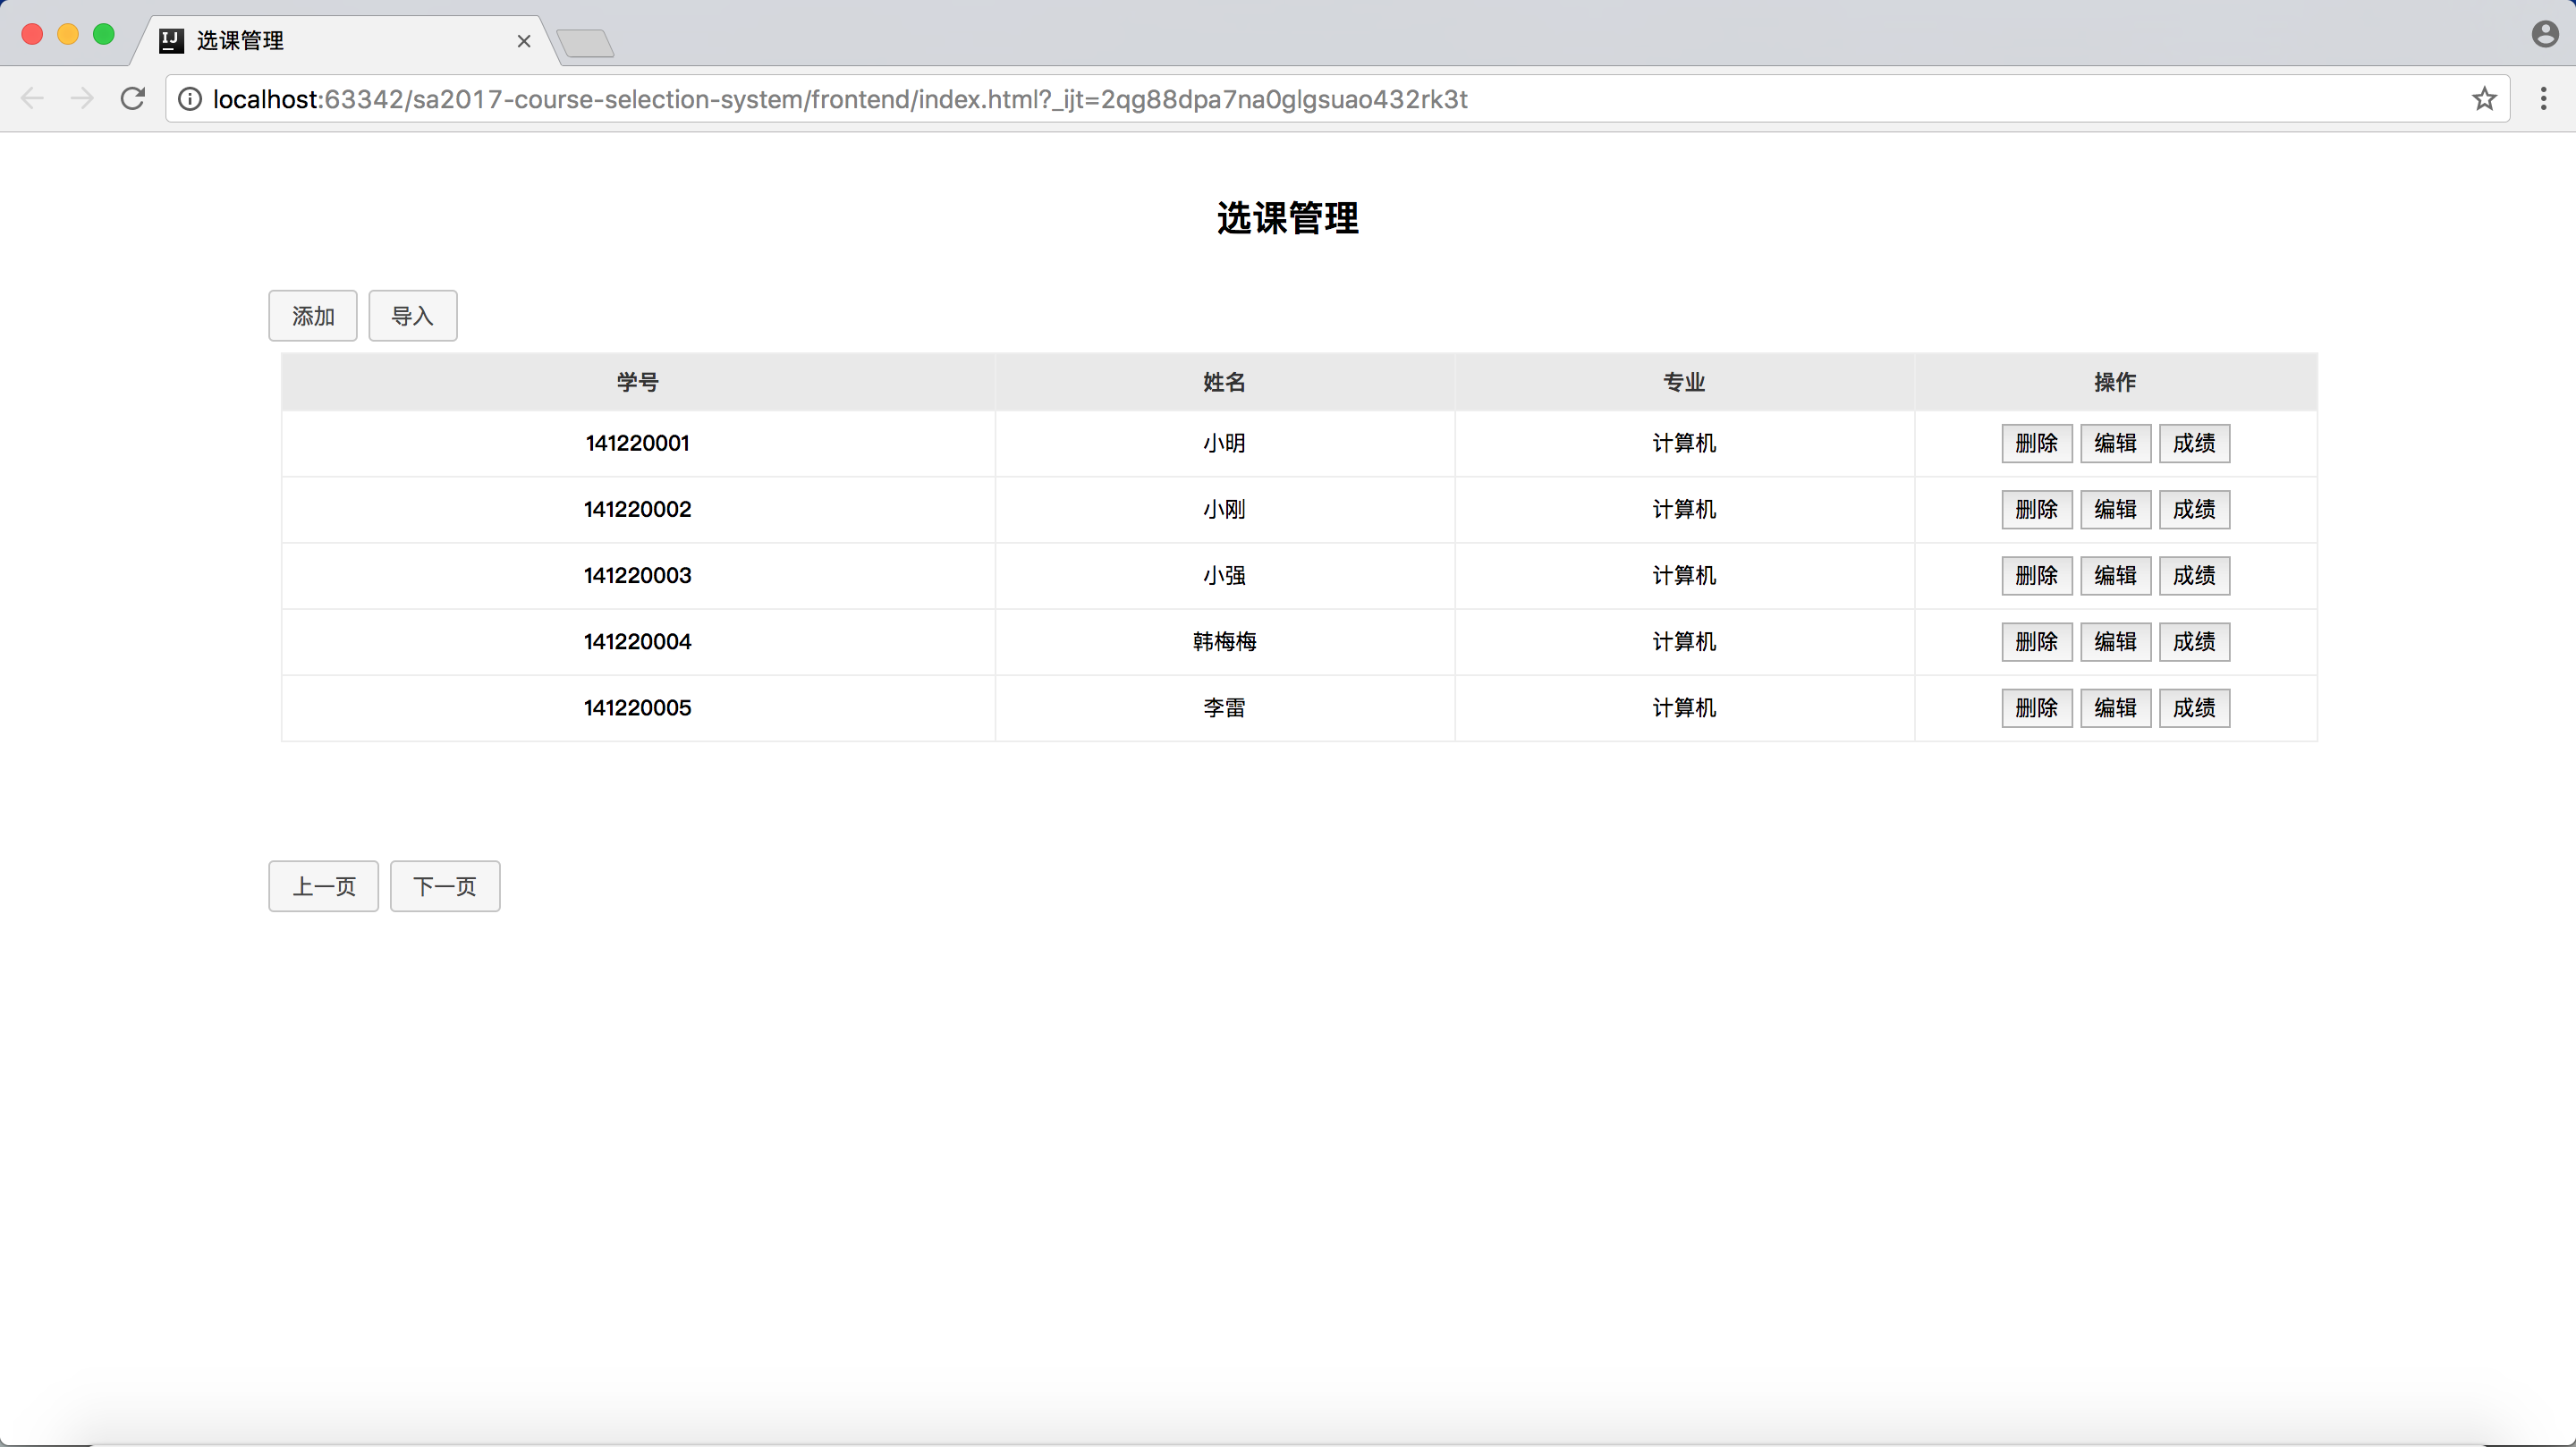 IJ 选课管理
localhost:63342/sa2017-course-selection-system/frontend/index.html?_ijt=2qg88dpa7na0glgsuao432rk3t
选课管理
添加 导入
学号 姓名 专业 操作
141220001 小明 计算机 删除 编辑 成绩
141220002 小刚 计算机 删除 编辑 成绩
141220003 小强 计算机 删除 编辑 成绩
141220004 韩梅梅 计算机 删除 编辑 成绩
141220005 李雷 计算机 删除 编辑 成绩
上一页 下一页